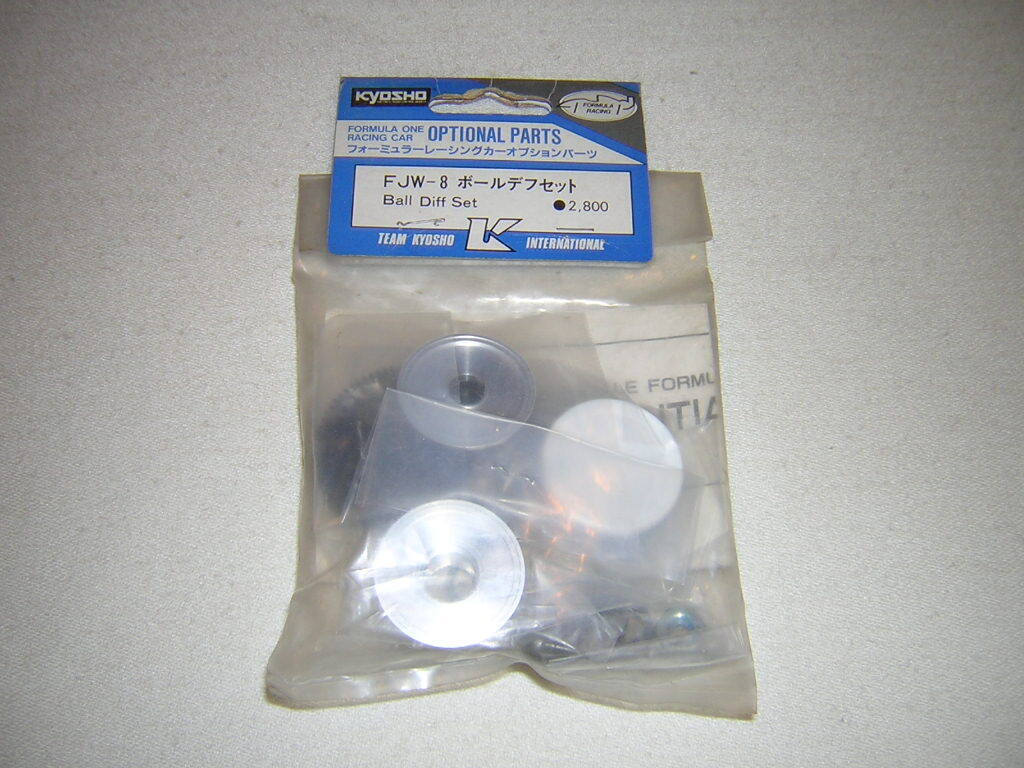 KYOSHO
FORMULA RACING
FORMULA ONE
RACING CAR OPTIONAL PARTS
フォーミュラーレーシングカーオプションパーツ
FJW-8 ボールデフセット
Ball Diff Set ●2,800
TEAM KYOSHO K INTERNATIONAL
LE FORMU
NTIA